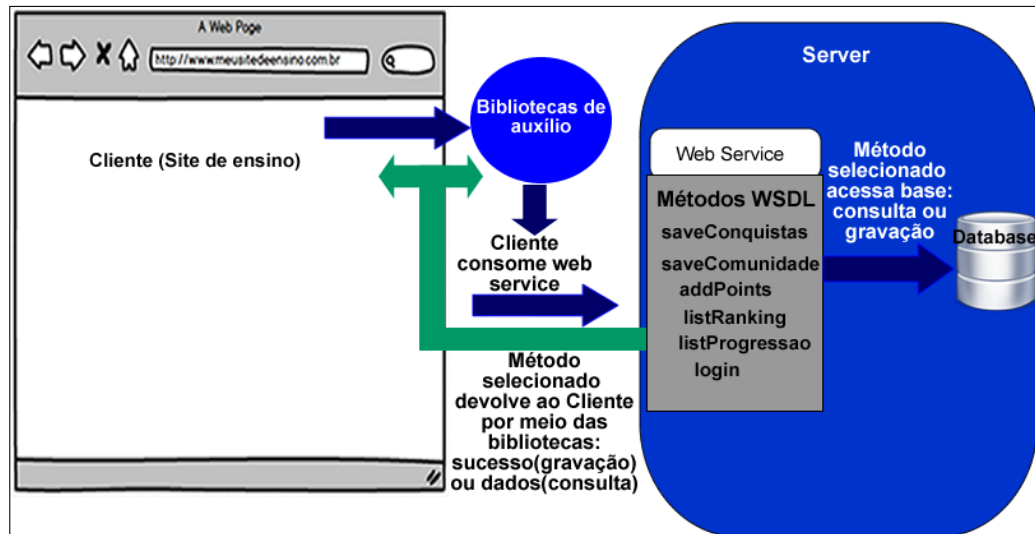 A Web Poge
http://www.meusitedeensino.com.br
Cliente (Site de ensino)
Bibliotecas de
auxílio
Cliente
consome web
service
Método
selecionado
devolve ao Cliente
por meio das
bibliotecas:
sucesso(gravação)
ou dados(consulta)
Server
Web Service
Métodos WSDL
saveConquistas
saveComunidade
addPoints
listRanking
listProgressao
login
Método
selecionado
acessa base:
consulta ou
gravação
Database